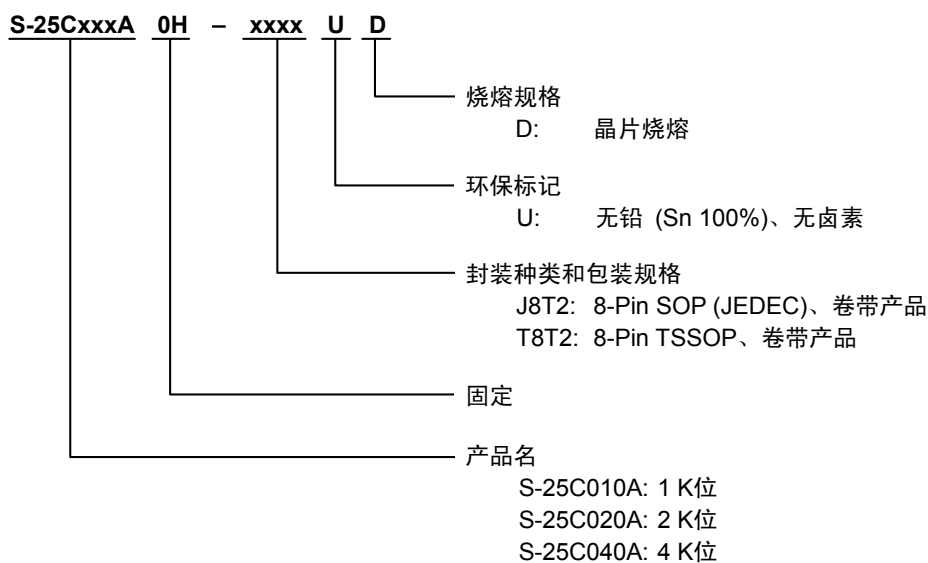 S-25CxxxA 0H – xxxx U D
烧熔规格
D: 晶片烧熔
环保标记
U: 无铅 (Sn 100%)、无卤素
封装种类和包装规格
J8T2: 8-Pin SOP (JEDEC)、卷带产品
T8T2: 8-Pin TSSOP、卷带产品
固定
产品名
S-25C010A: 1 K位
S-25C020A: 2 K位
S-25C040A: 4 K位